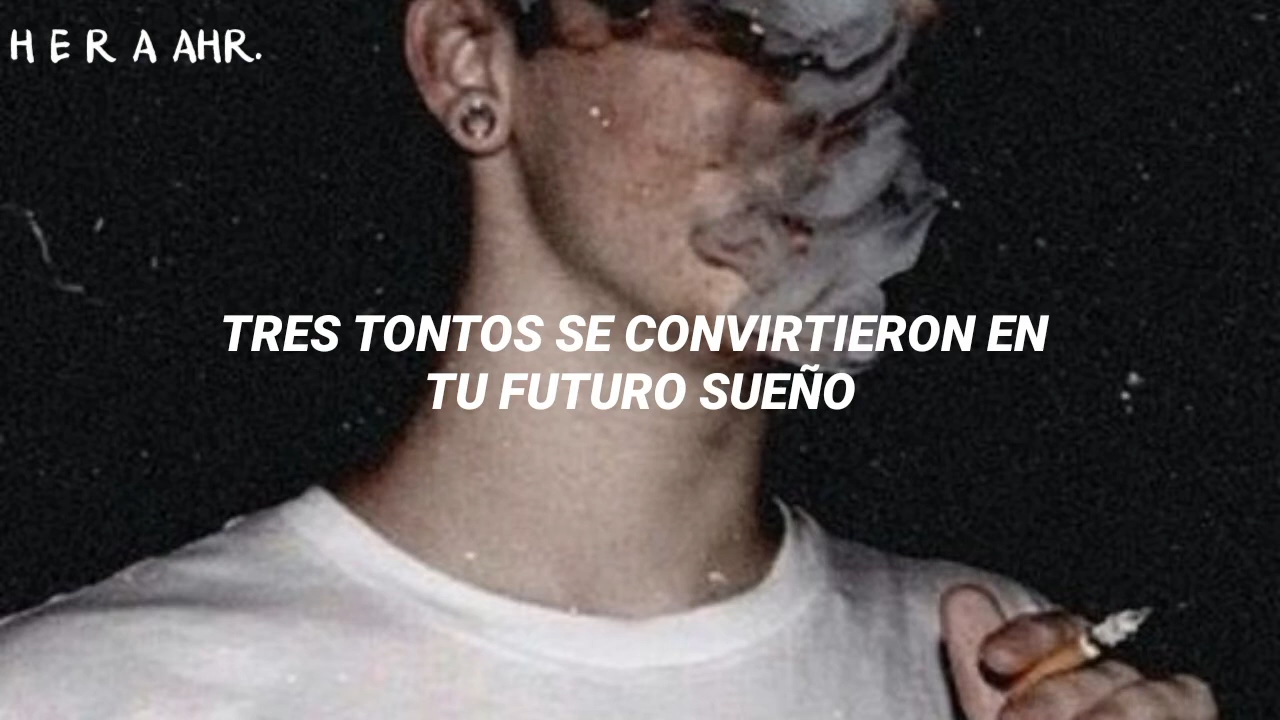 H E R A AHR.
TRES TONTOS SE CONVIRTIERON EN
TU FUTURO SUEÑO